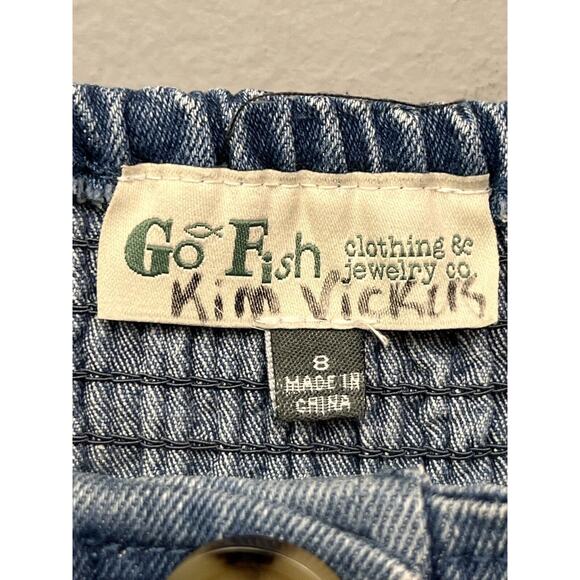 Go Fish clothing &
jewelry co.
Kim Vickers
8
MADE IN
CHINA